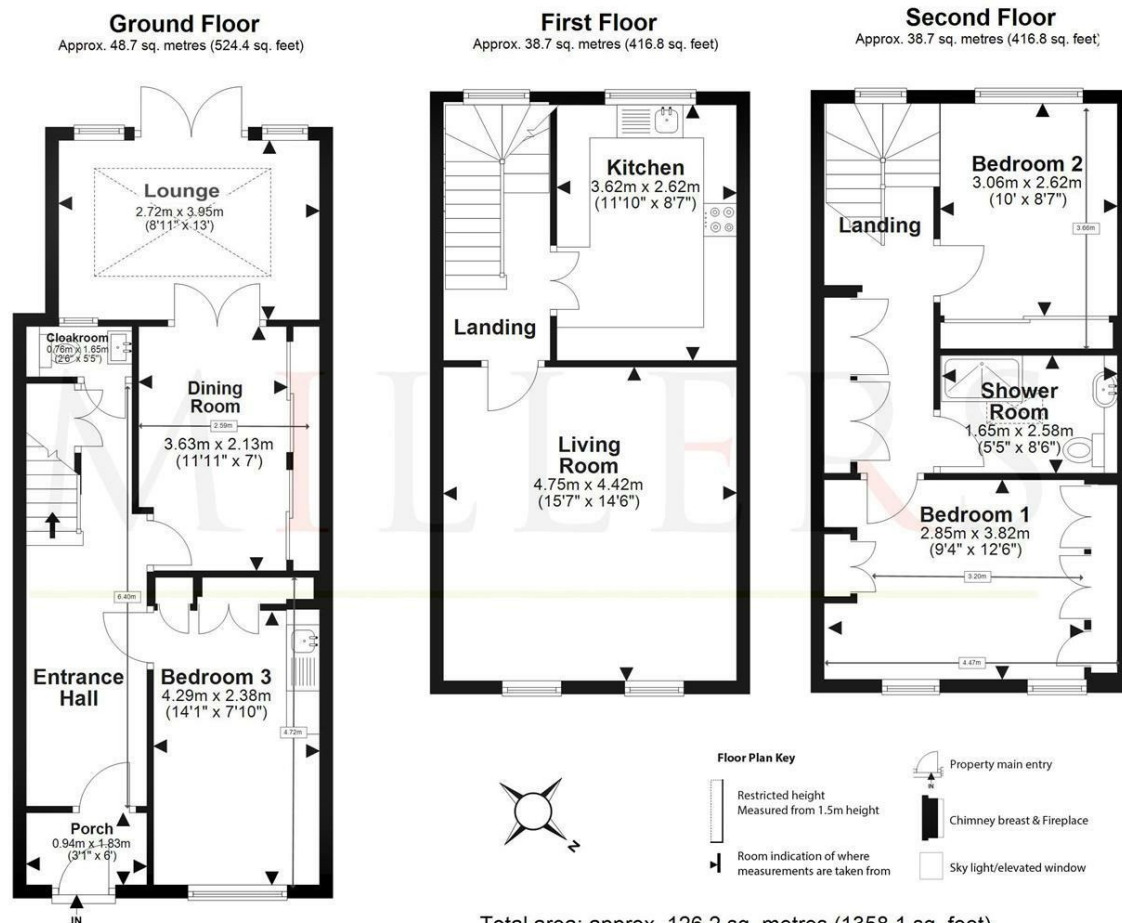 Ground Floor
Approx. 48.7 sq. metres (524.4 sq. feet)
Lounge
2.72m x 3.95m
(8'11" x 13')
Cloakroom
0.76m x 1.65m
(2'6" x 5'5")
Dining
Room
2.59m
3.63m x 2.13m
(11'11" x 7')
6.40m
Entrance
Hall
Bedroom 3
4.29m x 2.38m
(14'1" x 7'10")
4.72m
Porch
0.94m x 1.83m
(3'1" x 6')
IN
First Floor
Approx. 38.7 sq. metres (416.8 sq. feet)
Kitchen
3.62m x 2.62m
(11'10" x 8'7")
Landing
Living
Room
4.75m x 4.42m
(15'7" x 14'6")
Second Floor
Approx. 38.7 sq. metres (416.8 sq. feet)
Bedroom 2
3.06m x 2.62m
(10' x 8'7")
3.66m
Landing
Shower
Room
1.65m x 2.58m
(5'5" x 8'6")
Bedroom 1
2.85m x 3.82m
(9'4" x 12'6")
3.20m
4.47m
MILLERS
N
Floor Plan Key
Restricted height
Measured from 1.5m height
Room indication of where
measurements are taken from
Property main entry
IN
Chimney breast & Fireplace
Sky light/elevated window
Total area: approx. 126.2 sq. metres (1358.1 sq. feet)